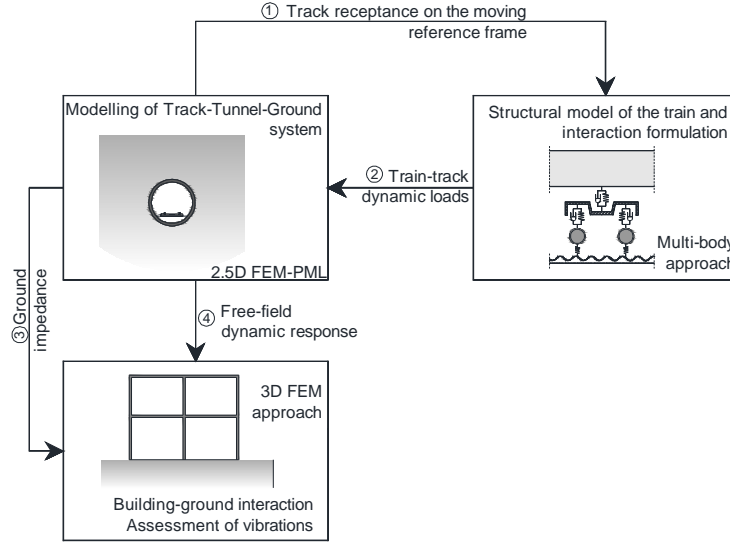 ① Track receptance on the moving
reference frame
Modelling of Track-Tunnel-Ground
system
2.5D FEM-PML
Structural model of the train and
interaction formulation
Multi-body
approach
② Train-track
dynamic loads
③Ground
impedance
④ Free-field
dynamic response
3D FEM
approach
Building-ground interaction
Assessment of vibrations